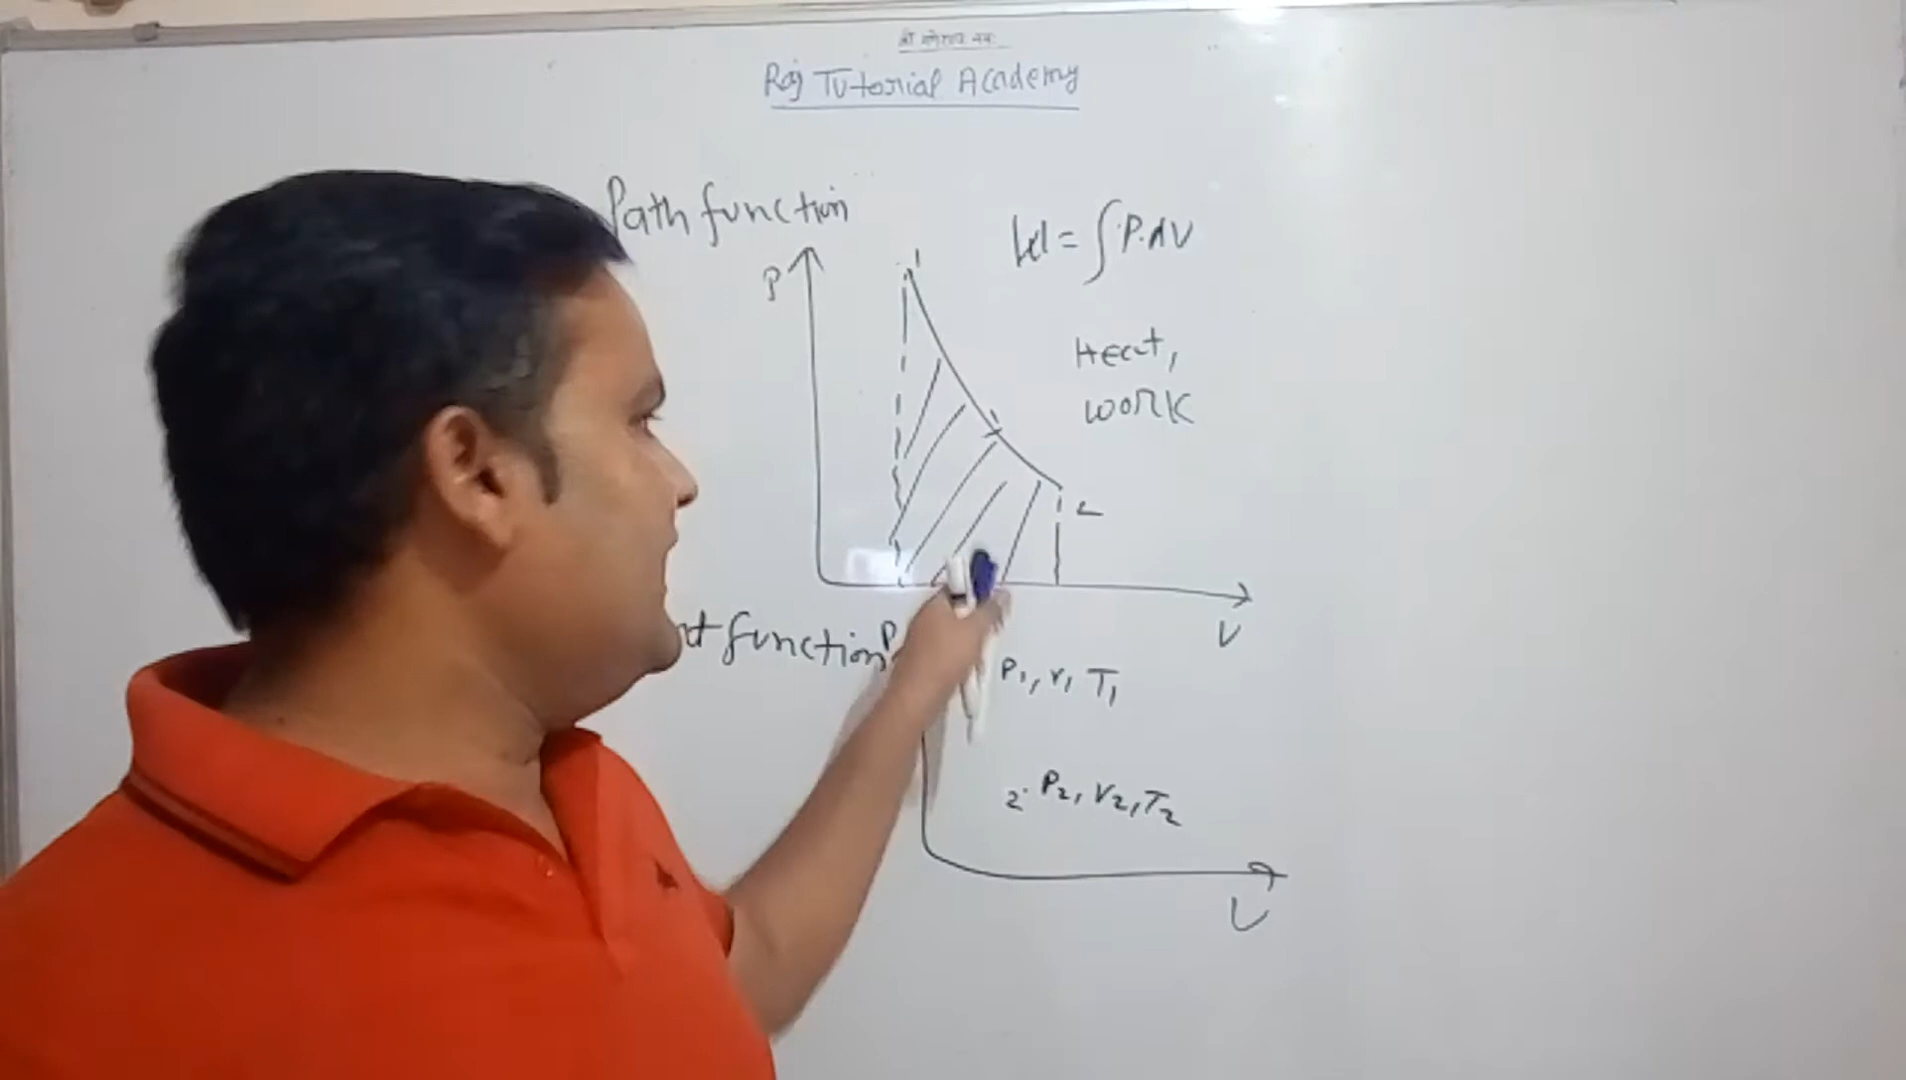 Raj Tutorial Academy
Path function
W = ∫P.dV
1
P
Heat,
work
2
V
function
P
P1, V1 T1
2. P2, V2, T2
V